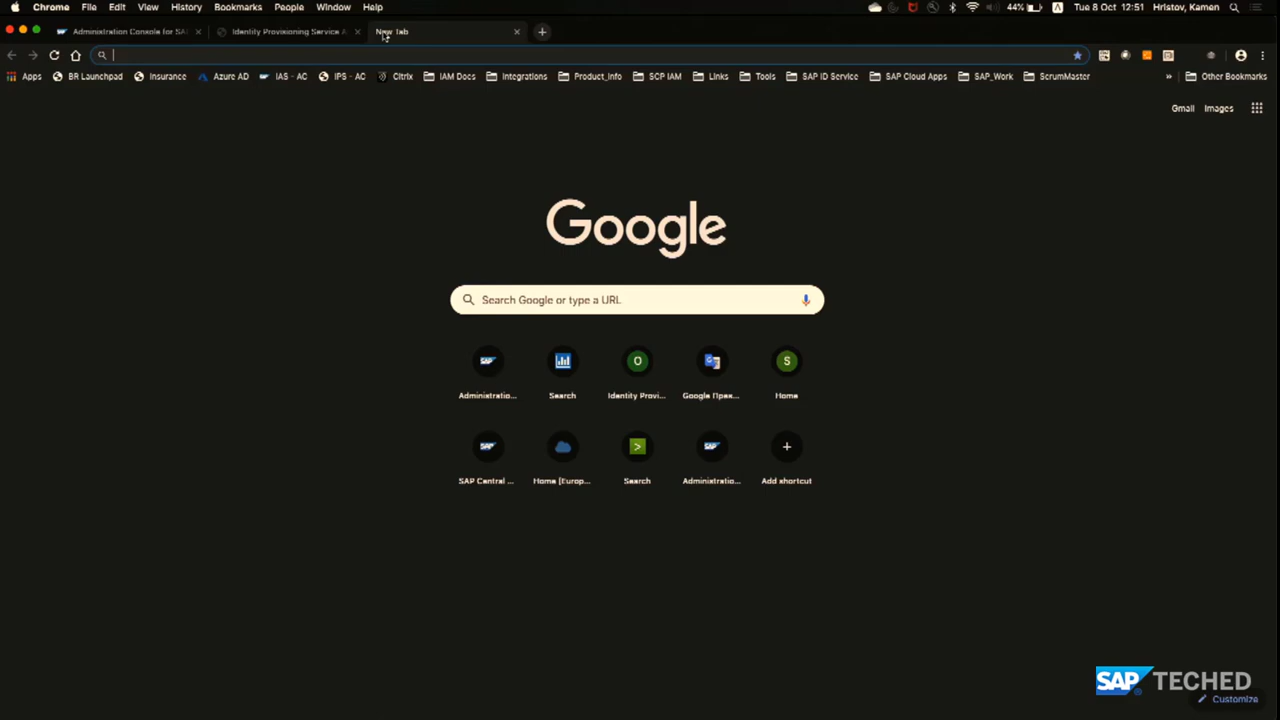 Chrome File Edit View History Bookmarks People Window Help 44% Tue 8 Oct 12:51 Hristov, Kamen
Administration Console for SA Identity Provisioning Service A New Tab
Apps BR Launchpad Insurance Azure AD IAS - AC IPS - AC Citrix IAM Docs Integrations Product_Info SCP IAM Links Tools SAP ID Service SAP Cloud Apps SAP_Work ScrumMaster » Other Bookmarks
Gmail Images
Google
Search Google or type a URL
O S
Administratio... Search Identity Provi... Google Прев... Home
SAP Central ... Home (Europ... Search Administratio... Add shortcut
SAP TECHED
Customize